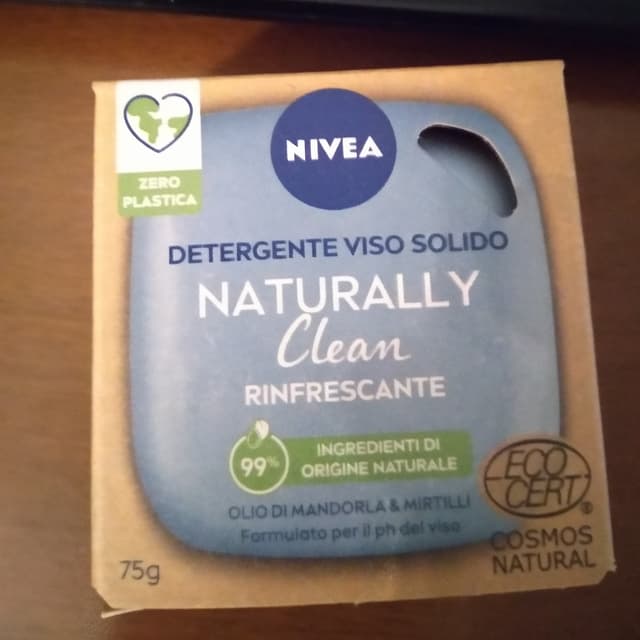 NIVEA
ZERO
PLASTICA
DETERGENTE VISO SOLIDO
NATURALLY
Clean
RINFRESCANTE
99%
INGREDIENTI DI
ORIGINE NATURALE
OLIO DI MANDORLA & MIRTILLI
Formulato per il ph del viso
75g
ECO
CERT®
COSMOS
NATURAL